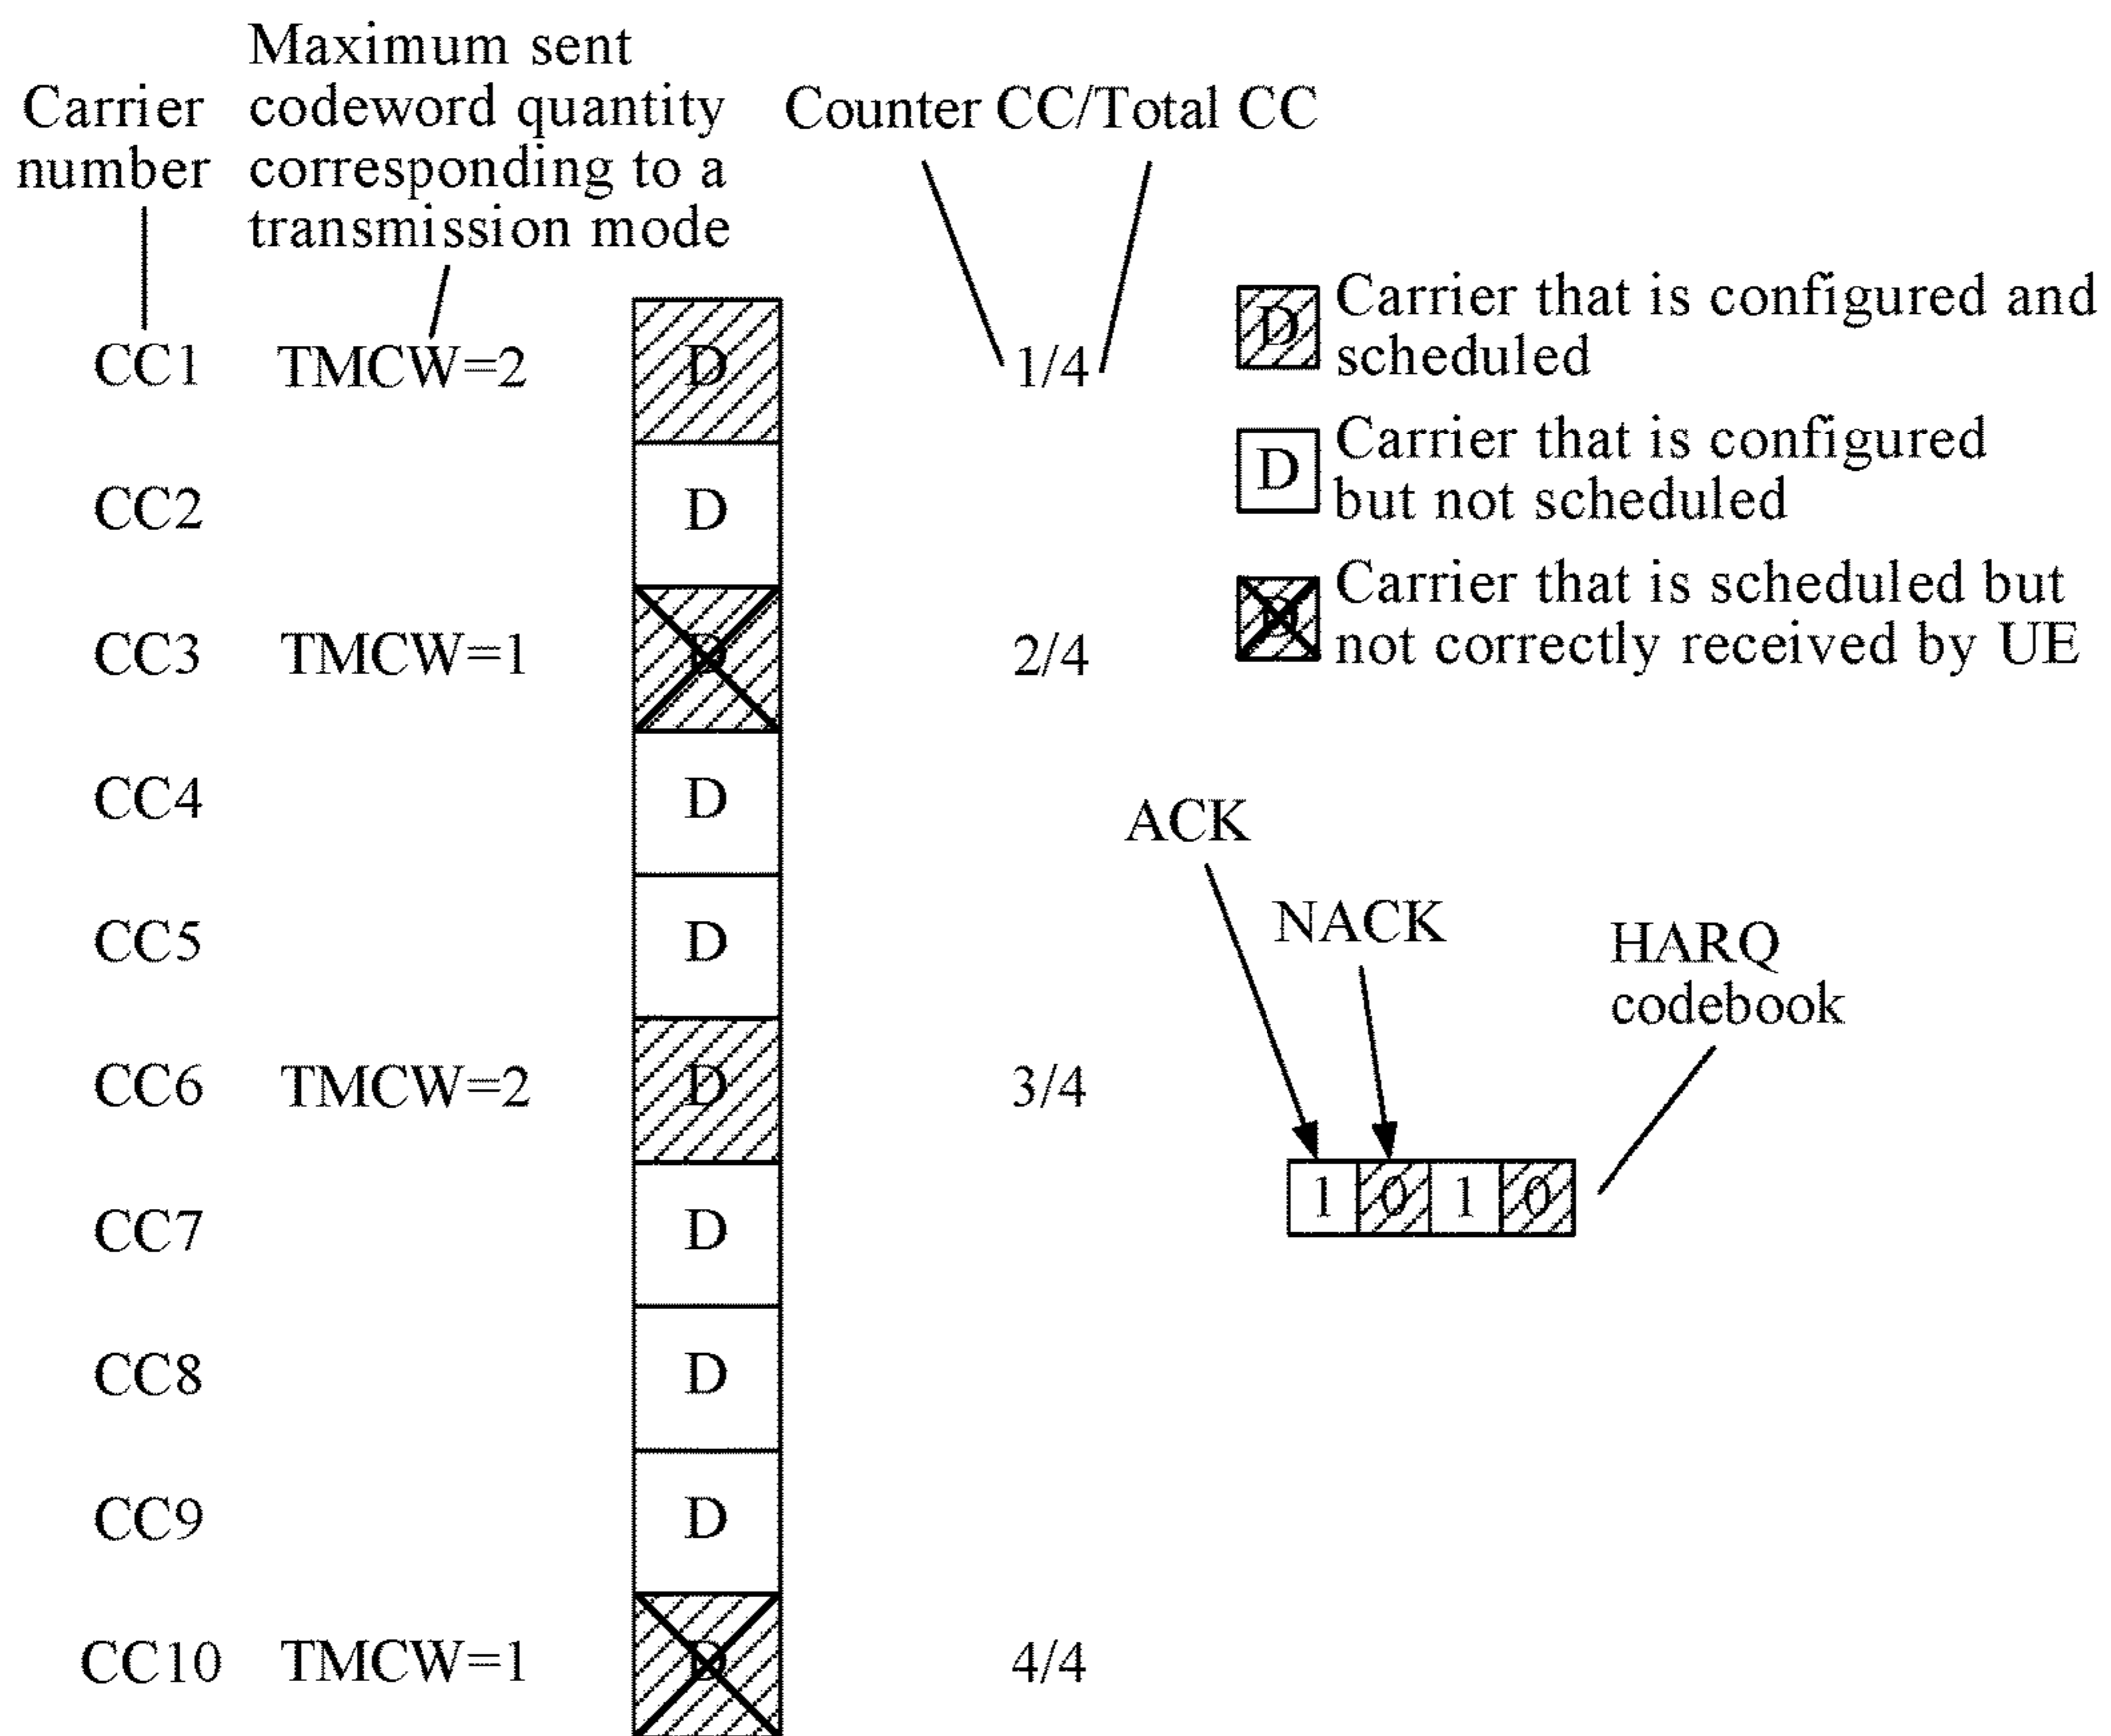 Maximum sent
codeword quantity
corresponding to a
transmission mode
Carrier
number
Counter CC/Total CC
CC1 TMCW=2 D 1/4
CC2 D
CC3 TMCW=1 D 2/4
CC4 D
CC5 D
CC6 TMCW=2 D 3/4
CC7 D
CC8 D
CC9 D
CC10 TMCW=1 D 4/4
D Carrier that is configured and
scheduled
D Carrier that is configured
but not scheduled
D Carrier that is scheduled but
not correctly received by UE
ACK
NACK
HARQ
codebook
1 0 1 0